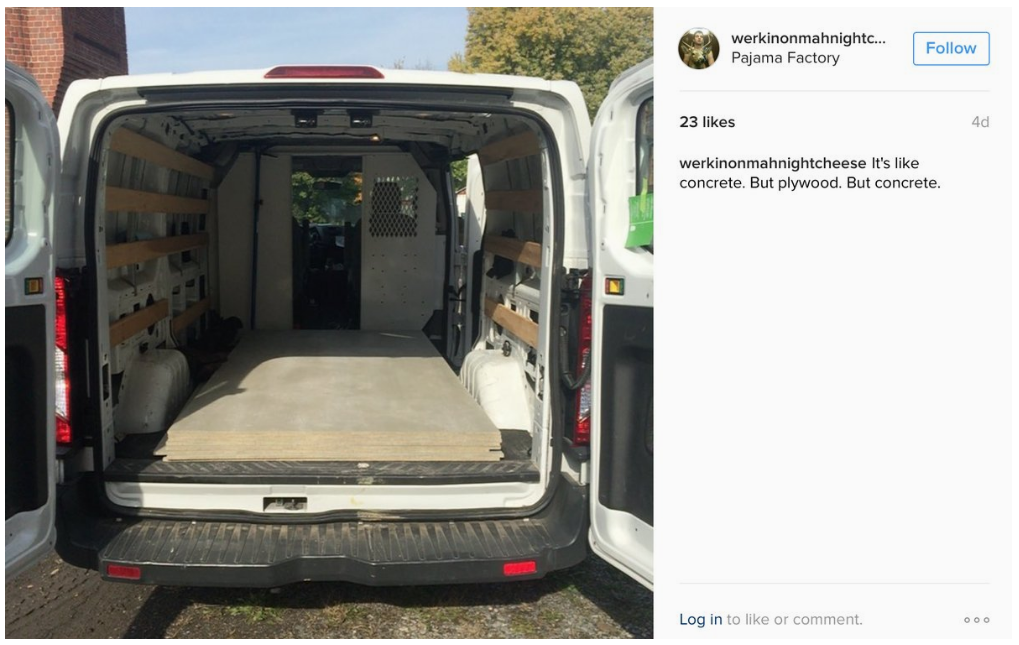 werkinonmahnightc...
Pajama Factory
Follow
23 likes
4d
werkinonmahnightcheese It's like
concrete. But plywood. But concrete.
Log in to like or comment.